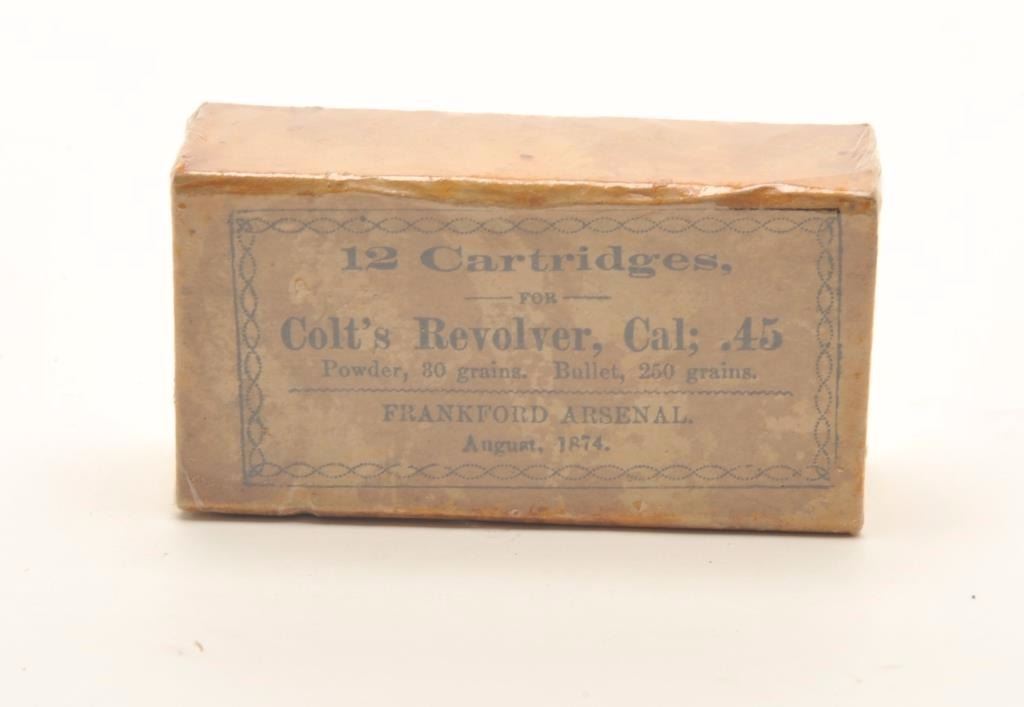 12 Cartridges,
FOR
Colt's Revolver, Cal; .45
Powder, 30 grains. Bullet, 250 grains.
FRANKFORD ARSENAL.
August, 1874.